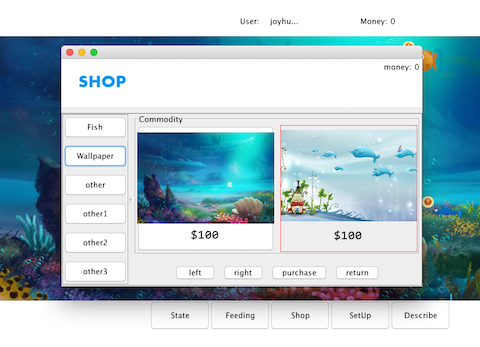 User: joyhu... Money: 0
money: 0
SHOP
Commodity
Fish
Wallpaper
other
other1
other2
other3
$100 $100
left right purchase return
State Feeding Shop SetUp Describe